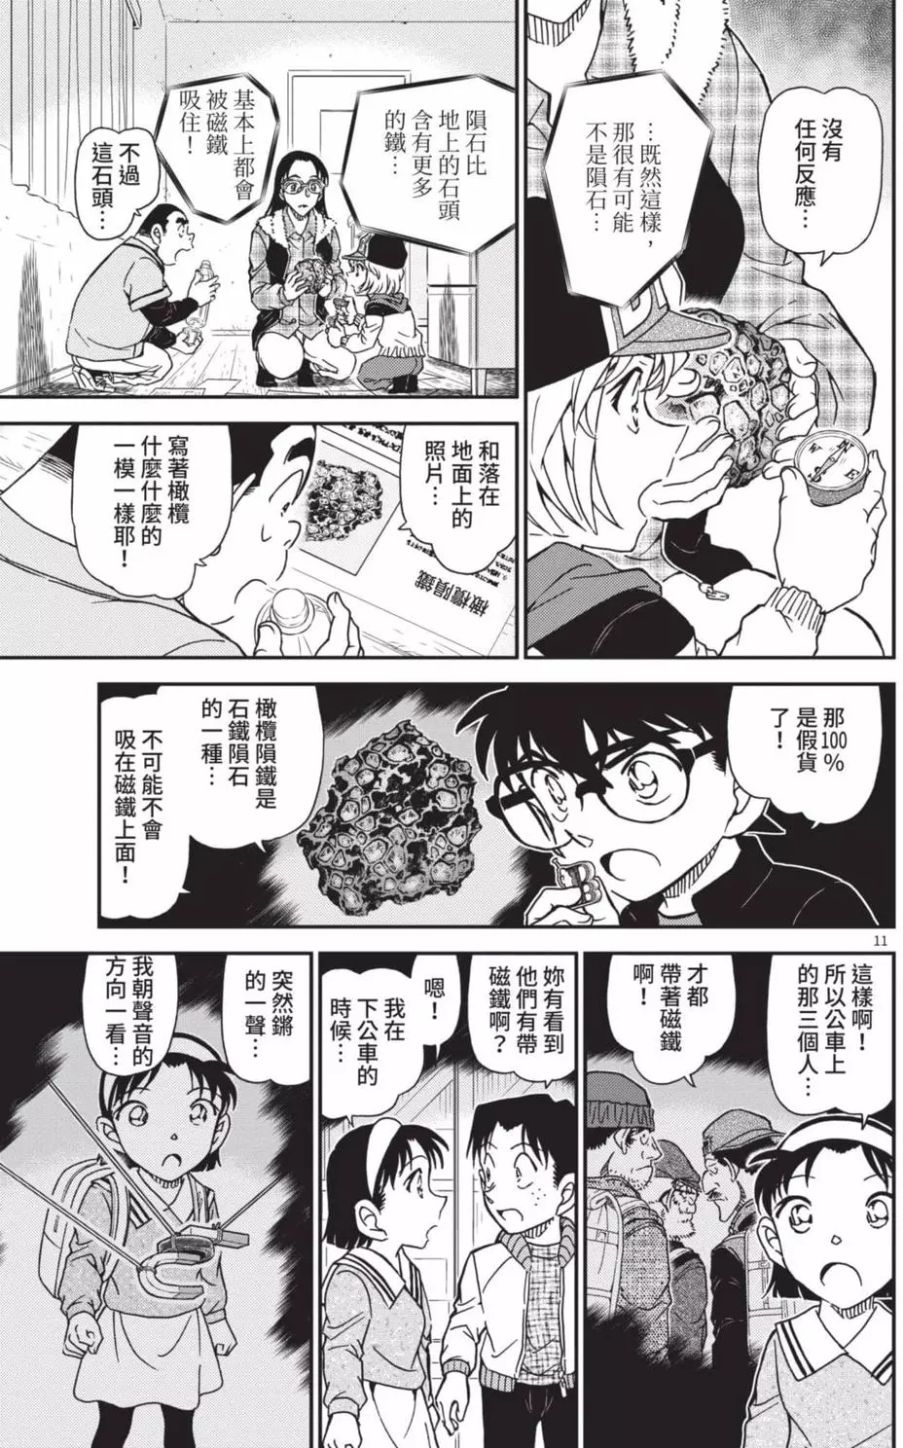 沒有
任何反應…
…既然這樣，
那很有可能
不是隕石…
隕石比
地上的石頭
含有更多
的鐵…
基本上都會
被磁鐵
吸住！
不過
這石頭…
和落在
地面上的
照片…
橄欖隕鐵
寫著橄欖
什麼什麼的
一模一樣耶！
那100%
是假貨
了！
橄欖隕鐵是
石鐵隕石
的一種…
不可能不會
吸在磁鐵上面！
11
這樣啊！
所以公車上
的那三個人…
才都
帶著磁鐵
啊！
妳有看到
他們有帶
磁鐵啊？
嗯！
我在
下公車的
時候…
突然鏘
的一聲…
我朝聲音的
方向一看…